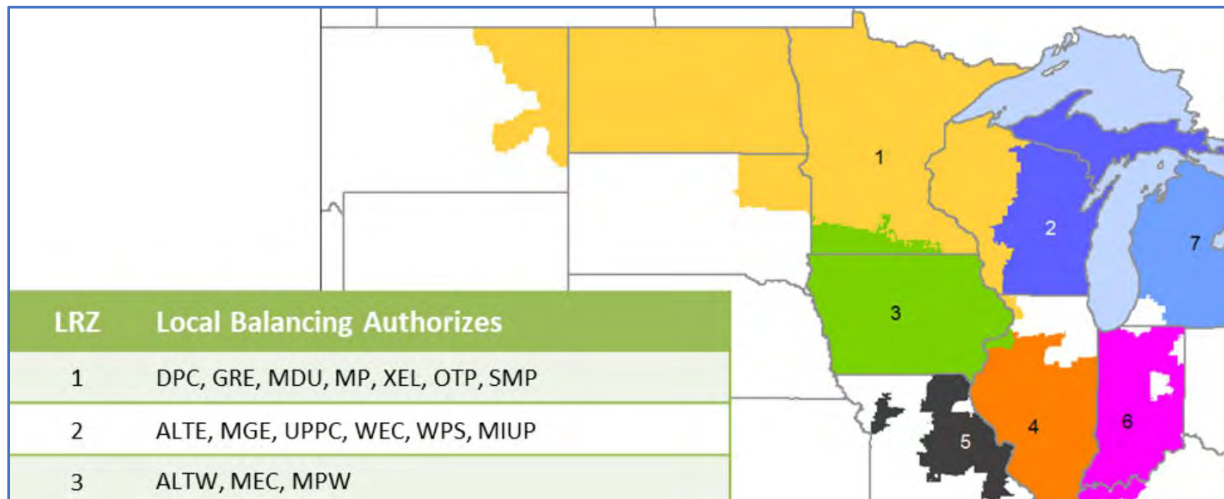 1
2
7
3
4
6
5
LRZ Local Balancing Authorizes
1 DPC, GRE, MDU, MP, XEL, OTP, SMP
2 ALTE, MGE, UPPC, WEC, WPS, MIUP
3 ALTW, MEC, MPW